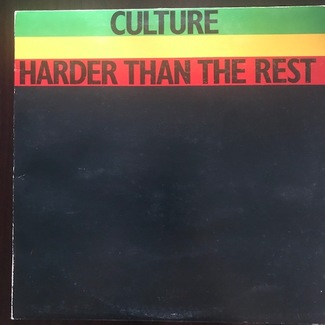 CULTURE
HARDER THAN THE REST